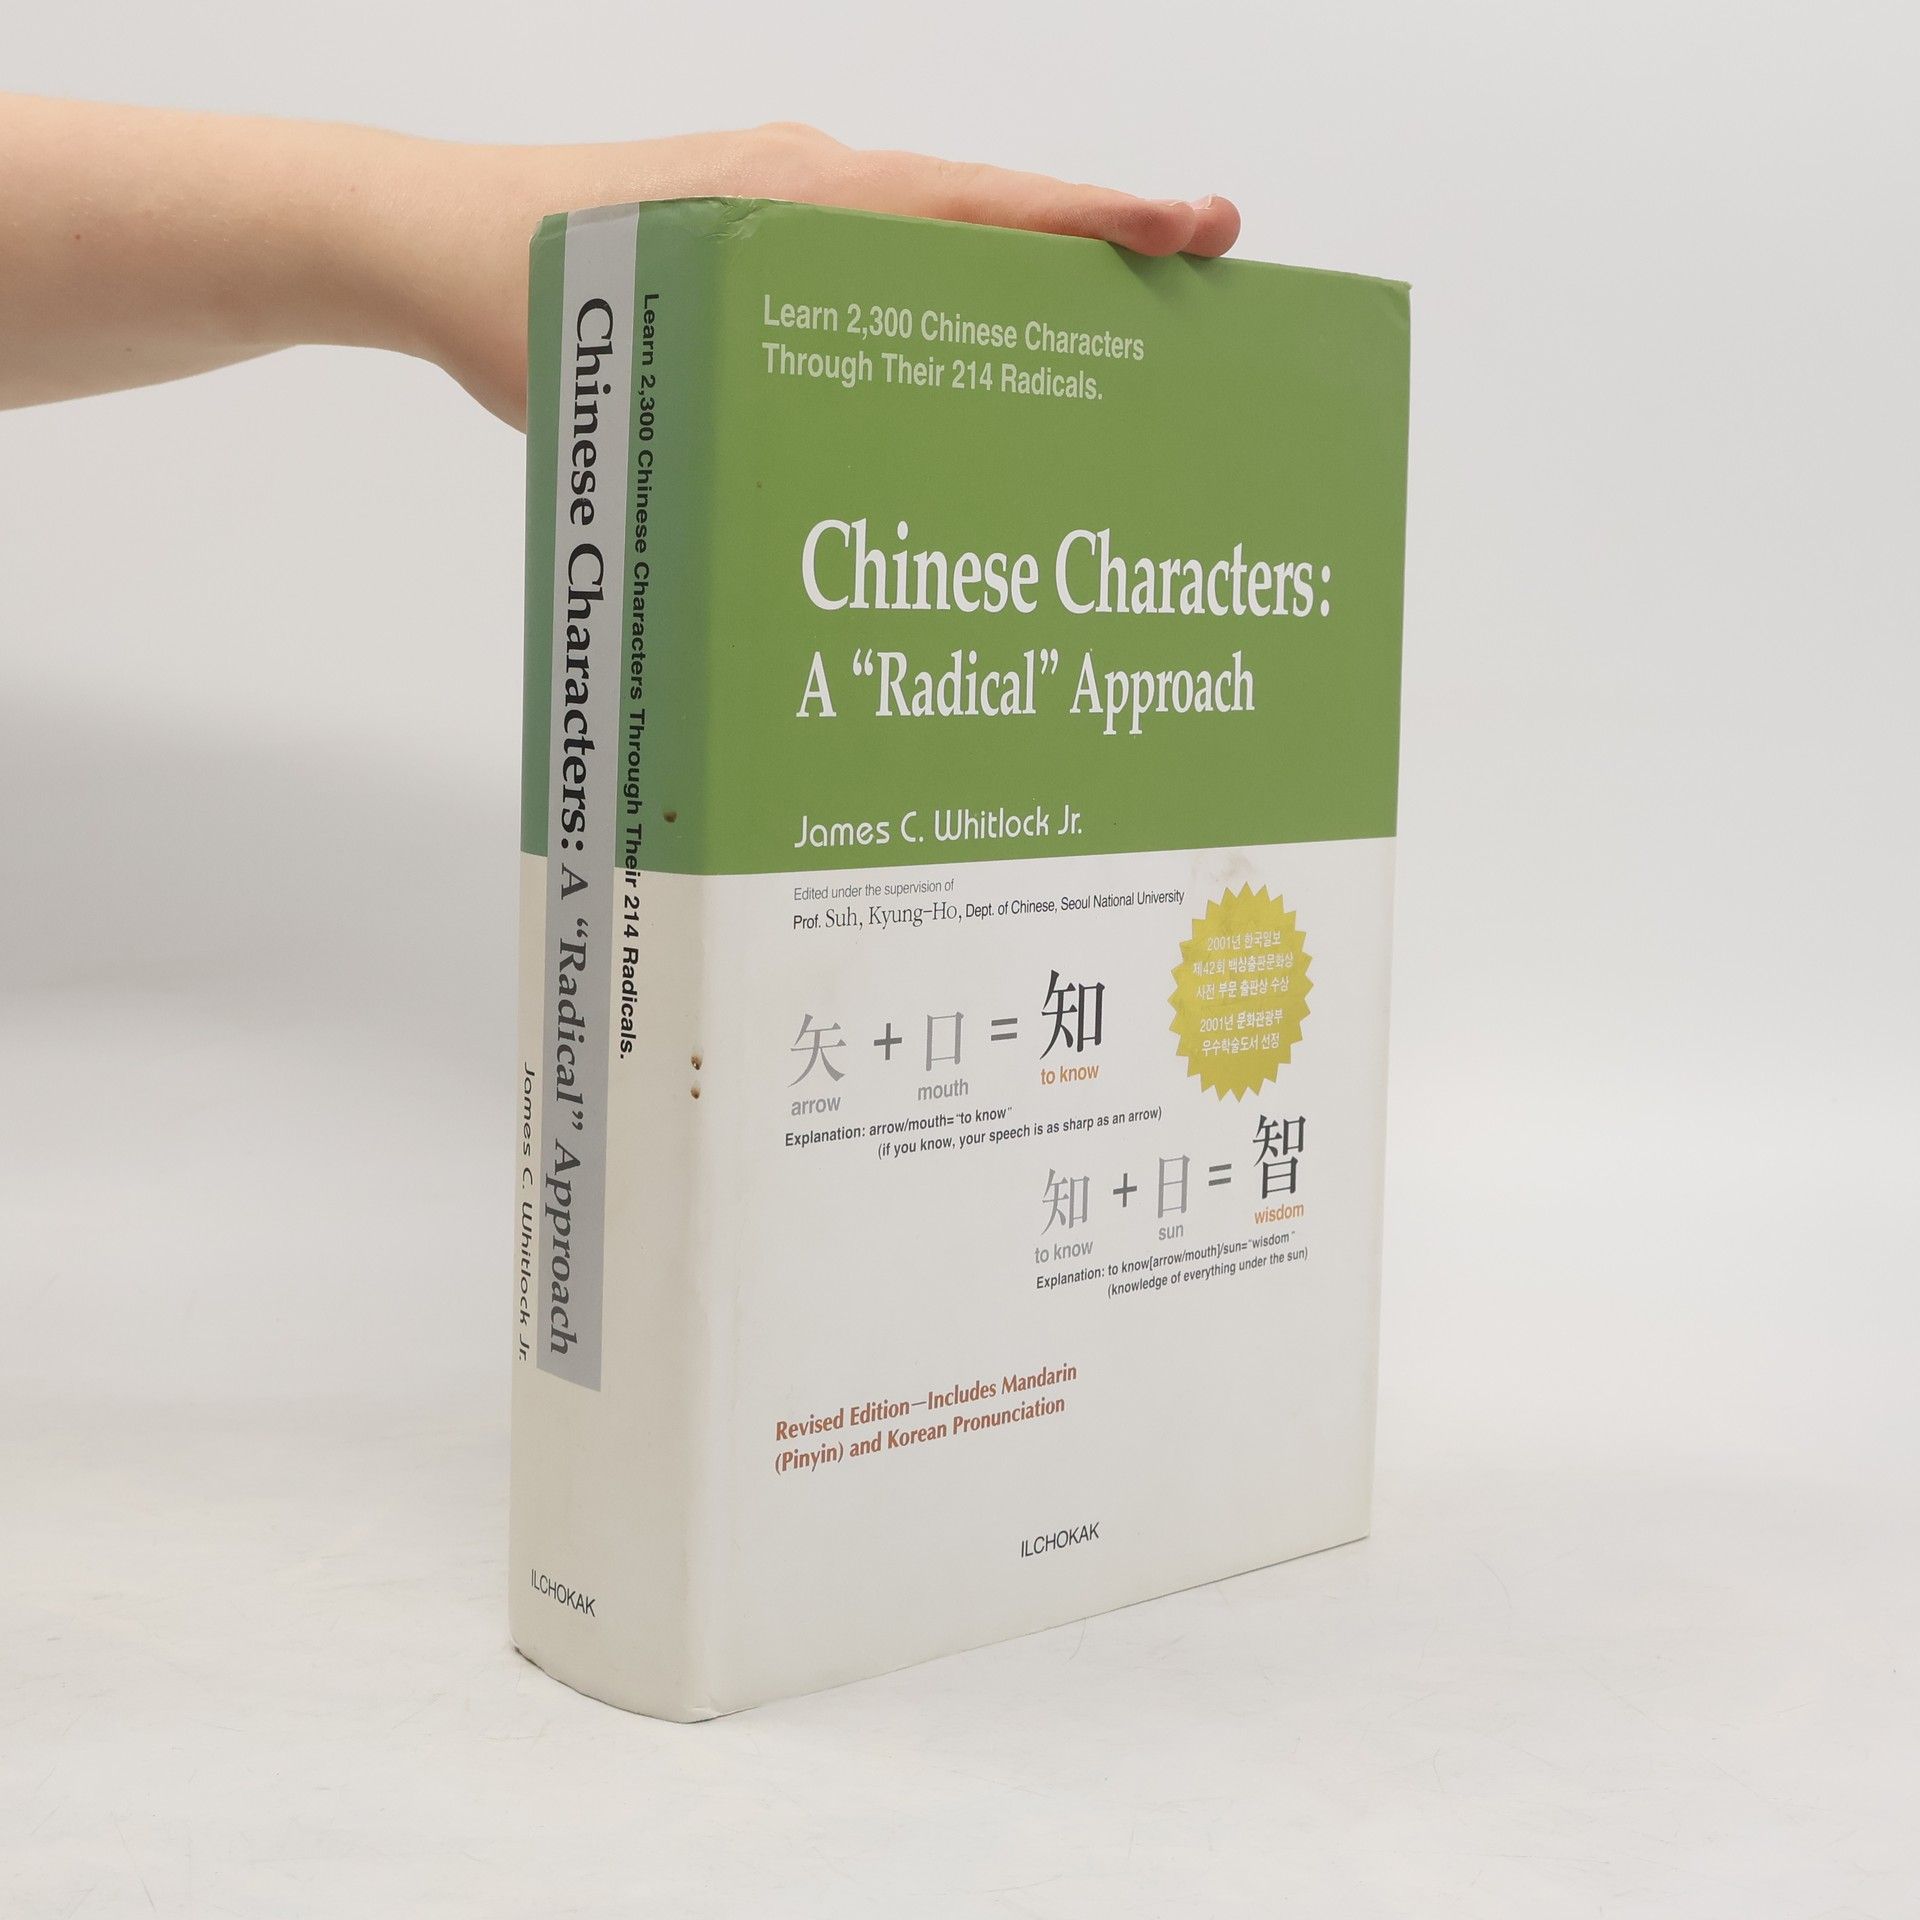 Chinese Characters: A “Radical” Approach
Learn 2,300 Chinese Characters Through Their 214 Radicals.
James C. Whitlock Jr.
ILCHOKAK
Learn 2,300 Chinese Characters
Through Their 214 Radicals.
Chinese Characters:
A “Radical” Approach
James C. Whitlock Jr.
Edited under the supervision of
Prof. Suh, Kyung-Ho, Dept. of Chinese, Seoul National University
2001년 한국일보
제42회 백상출판문화상
사전 부문 출판상 수상
2001년 문화관광부
우수학술도서 선정
矢 + 口 = 知
arrow mouth to know
Explanation: arrow/mouth=“to know”
(if you know, your speech is as sharp as an arrow)
知 + 日 = 智
to know sun wisdom
Explanation: to know[arrow/mouth]/sun=“wisdom”
(knowledge of everything under the sun)
Revised Edition—Includes Mandarin
(Pinyin) and Korean Pronunciation
ILCHOKAK